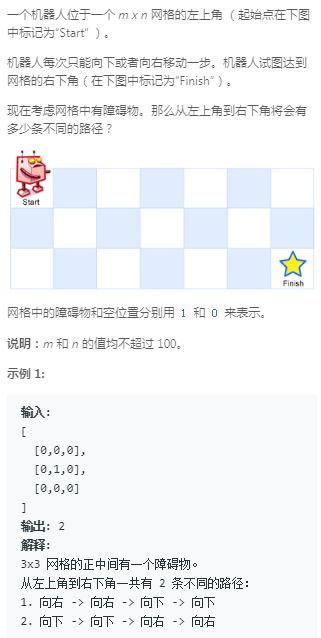 一个机器人位于一个 m x n 网格的左上角 （起始点在下图
中标记为“Start” ）。
机器人每次只能向下或者向右移动一步。机器人试图达到
网格的右下角（在下图中标记为“Finish”）。
现在考虑网格中有障碍物。那么从左上角到右下角将会有
多少条不同的路径？
Start
Finish
网格中的障碍物和空位置分别用 1 和 0 来表示。
说明：m 和 n 的值均不超过 100。
示例 1:
输入:
[
  [0,0,0],
  [0,1,0],
  [0,0,0]
]
输出: 2
解释:
3x3 网格的正中间有一个障碍物。
从左上角到右下角一共有 2 条不同的路径:
1. 向右 -> 向右 -> 向下 -> 向下
2. 向下 -> 向下 -> 向右 -> 向右